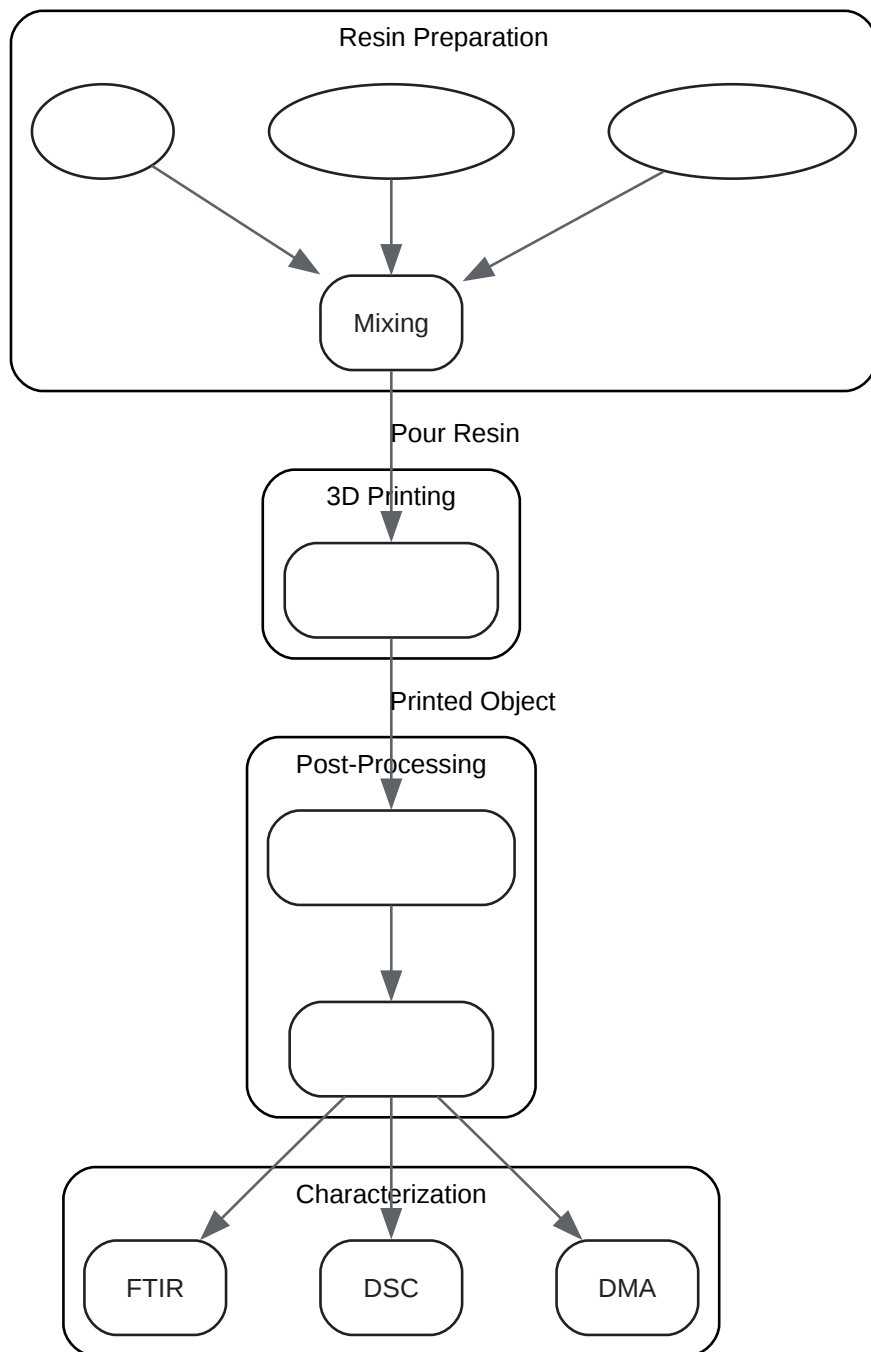 Resin Preparation
Mixing
Pour Resin
3D Printing
Printed Object
Post-Processing
Characterization
FTIR
DSC
DMA